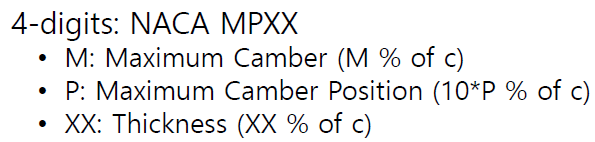 4-digits: NACA MPXX
• M: Maximum Camber (M % of c)
• P: Maximum Camber Position (10*P % of c)
• XX: Thickness (XX % of c)